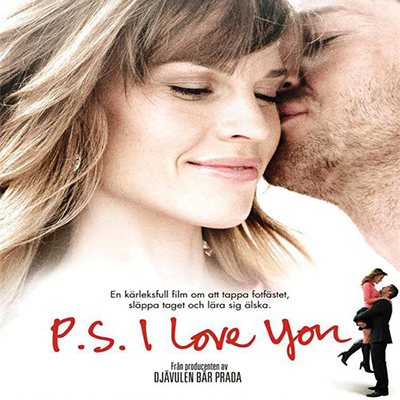 En kärleksfull film om att tappa fotfästet,
släppa taget och lära sig älska.
P.S. I Love You
Från producenten av
DJÄVULEN BÄR PRADA